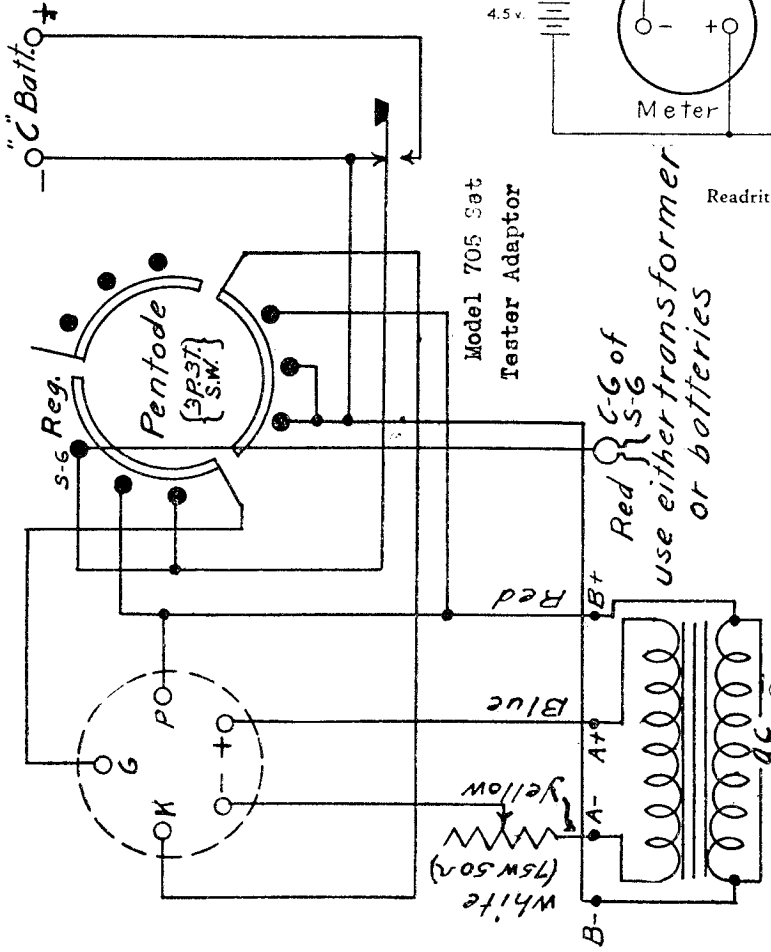 "C" Batt.
+
-
4.5 v.
- +
Meter
Readrit
Model 705 Set
Tester Adaptor
S-G Reg.
Pentode
{3P.3T.}
{S.W.}
Red C-G of
S-G
use either transformer
or batteries
G
P
K
- +
Red
Blue
yellow
White
(75W 50Ω)
B+
A+
A-
B-
ac